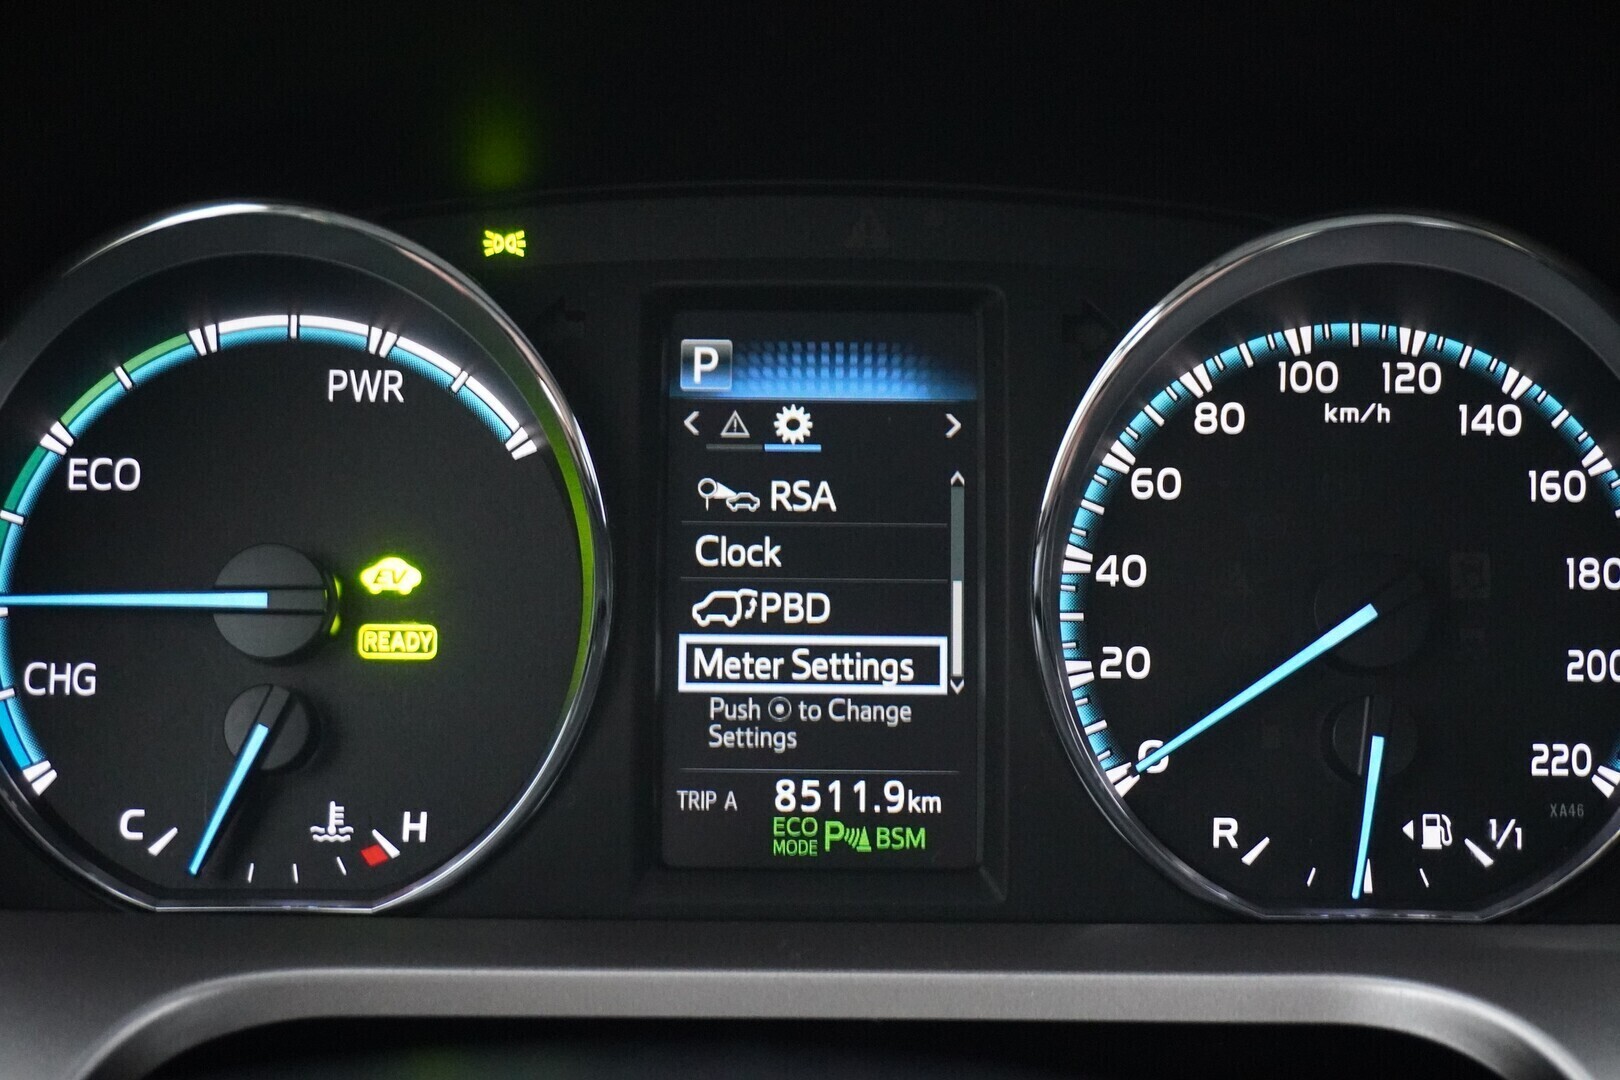 PWR
ECO
CHG
EV
READY
C
H
P
RSA
Clock
PBD
Meter Settings
Push to Change
Settings
TRIP A 8511.9km
ECO
MODE
P BSM
0
20
40
60
80
100
120
140
160
180
200
220
km/h
XA46
R
1/1